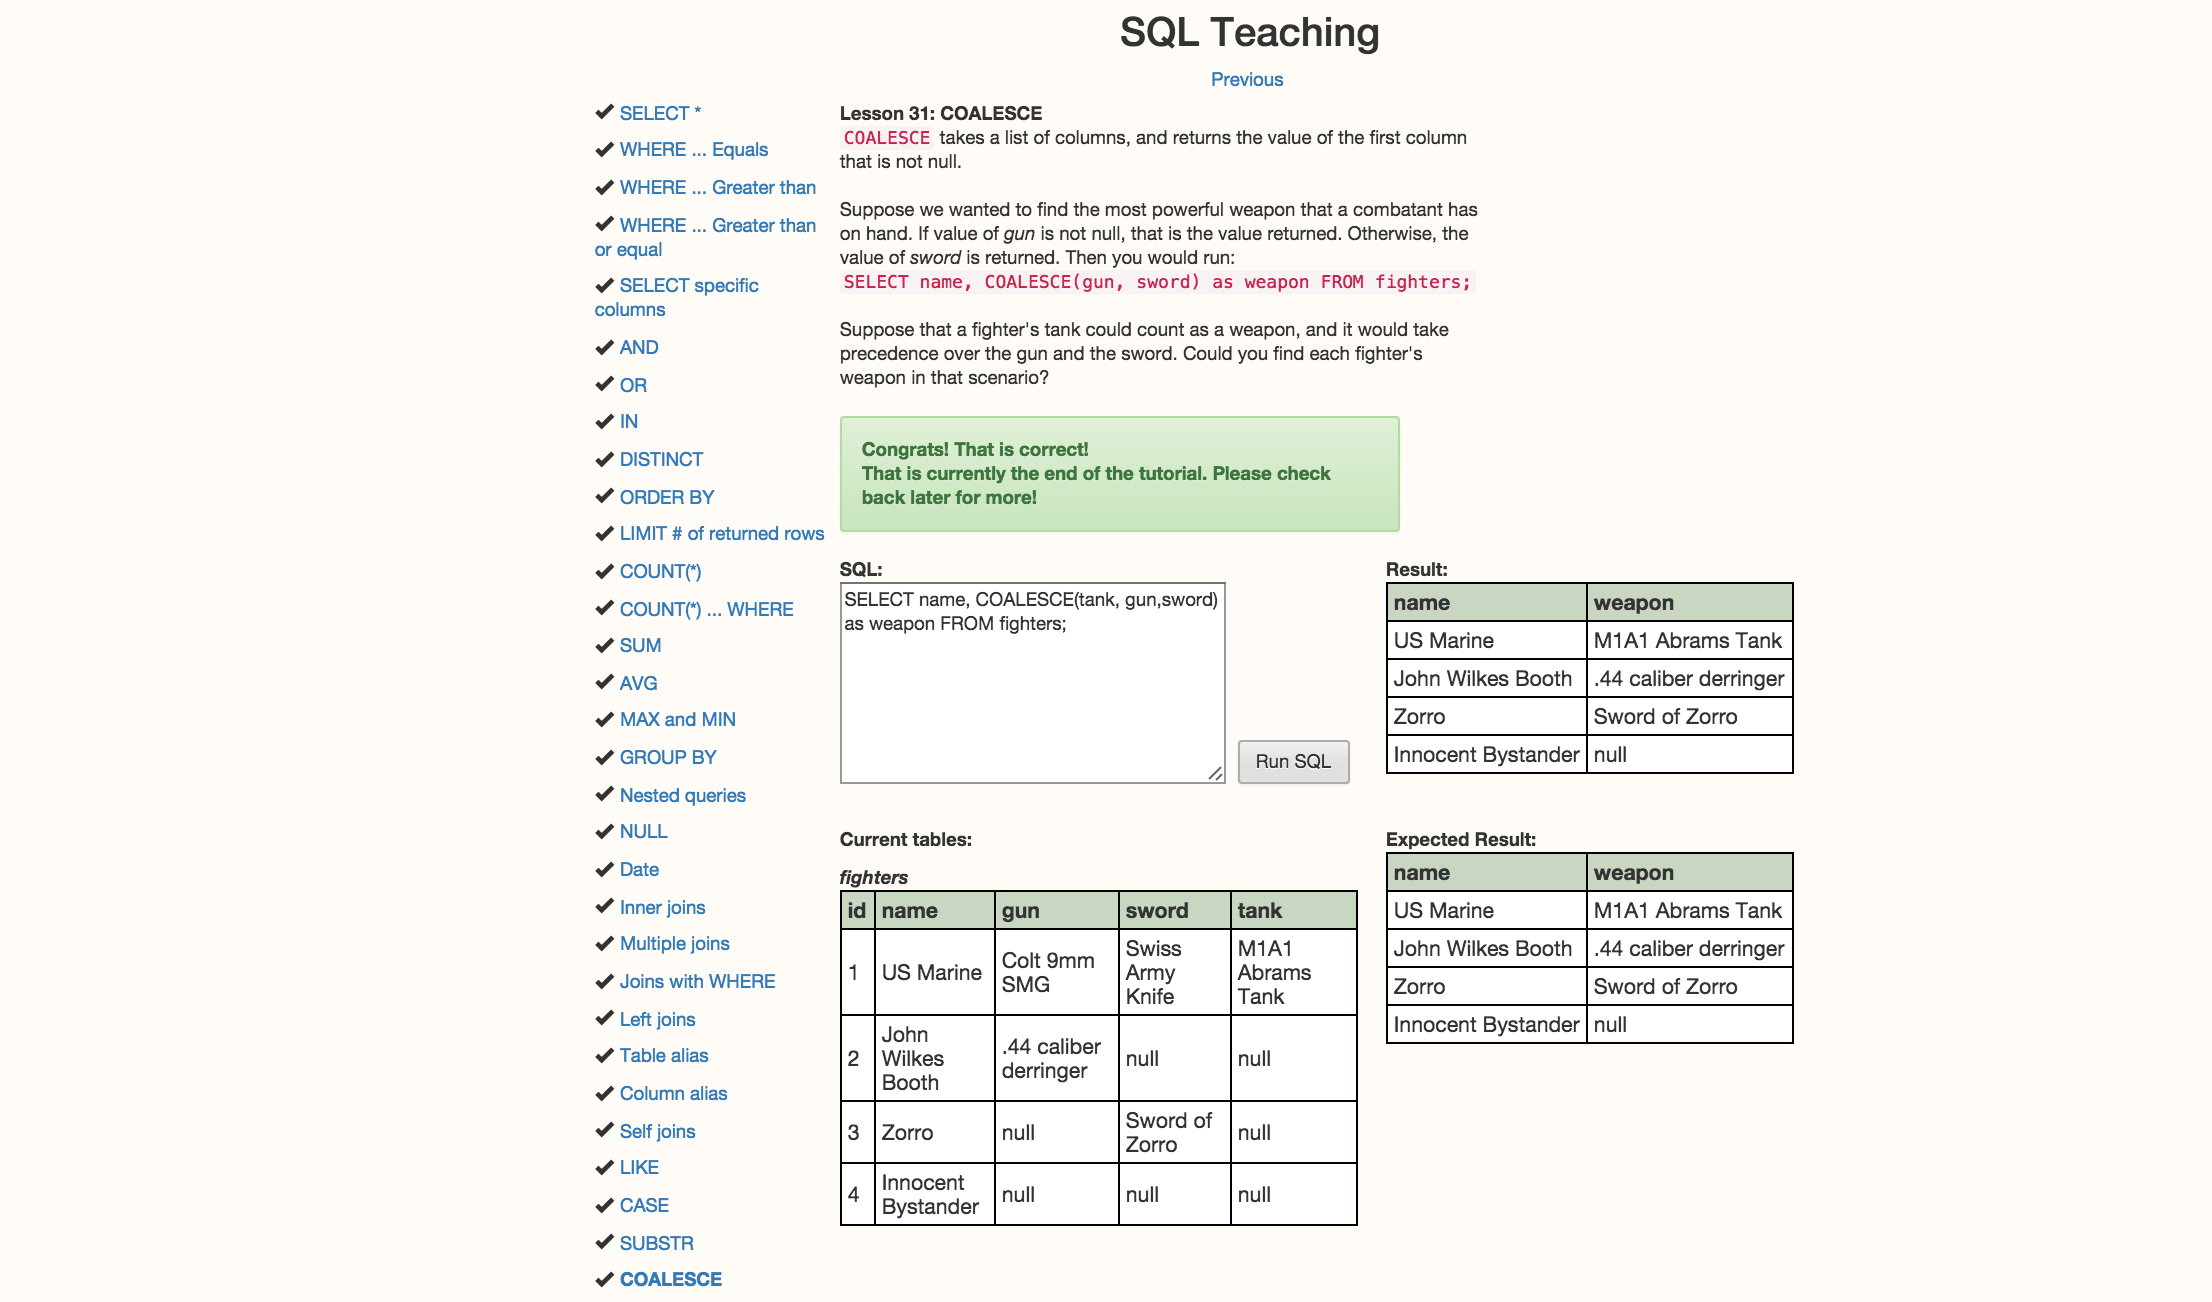 SQL Teaching
Previous
✔ SELECT *
✔ WHERE ... Equals
✔ WHERE ... Greater than
✔ WHERE ... Greater than
or equal
✔ SELECT specific
columns
✔ AND
✔ OR
✔ IN
✔ DISTINCT
✔ ORDER BY
✔ LIMIT # of returned rows
✔ COUNT(*)
✔ COUNT(*) ... WHERE
✔ SUM
✔ AVG
✔ MAX and MIN
✔ GROUP BY
✔ Nested queries
✔ NULL
✔ Date
✔ Inner joins
✔ Multiple joins
✔ Joins with WHERE
✔ Left joins
✔ Table alias
✔ Column alias
✔ Self joins
✔ LIKE
✔ CASE
✔ SUBSTR
✔ COALESCE
Lesson 31: COALESCE
COALESCE takes a list of columns, and returns the value of the first column
that is not null.
Suppose we wanted to find the most powerful weapon that a combatant has
on hand. If value of gun is not null, that is the value returned. Otherwise, the
value of sword is returned. Then you would run:
SELECT name, COALESCE(gun, sword) as weapon FROM fighters;
Suppose that a fighter's tank could count as a weapon, and it would take
precedence over the gun and the sword. Could you find each fighter's
weapon in that scenario?
Congrats! That is correct!
That is currently the end of the tutorial. Please check
back later for more!
SQL:
SELECT name, COALESCE(tank, gun,sword)
as weapon FROM fighters;
Run SQL
Result:
name weapon
US Marine M1A1 Abrams Tank
John Wilkes Booth .44 caliber derringer
Zorro Sword of Zorro
Innocent Bystander null
Current tables:
fighters
id name gun sword tank
1 US Marine Colt 9mm SMG Swiss Army Knife M1A1 Abrams Tank
2 John Wilkes Booth .44 caliber derringer null null
3 Zorro null Sword of Zorro null
4 Innocent Bystander null null null
Expected Result:
name weapon
US Marine M1A1 Abrams Tank
John Wilkes Booth .44 caliber derringer
Zorro Sword of Zorro
Innocent Bystander null